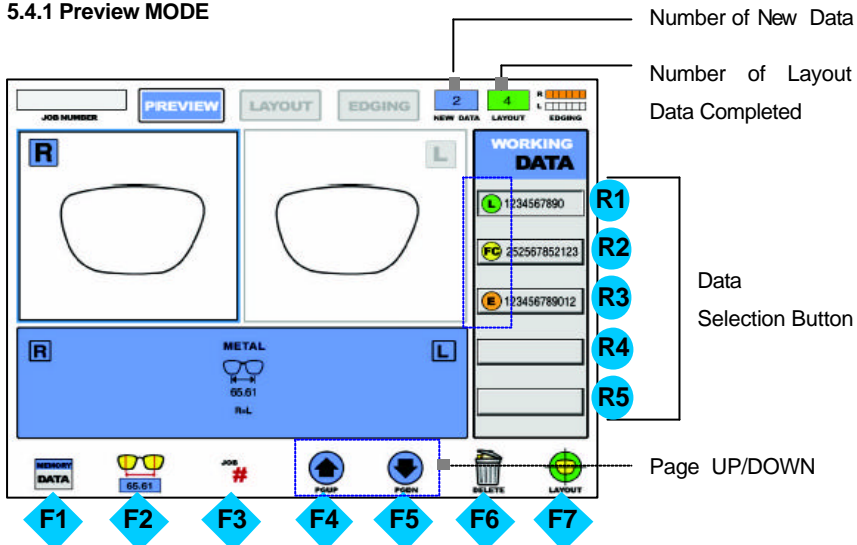 5.4.1 Preview MODE
Number of New Data
Number of Layout
Data Completed
JOB NUMBER
PREVIEW
LAYOUT
EDGING
2
NEW DATA
4
LAYOUT
R
L
EDGING
R
L
WORKING
DATA
L 1234567890
R1
FC 252567852123
R2
E 123456789012
R3
R4
R5
Data
Selection Button
R
METAL
L
65.61
R=L
MEMORY
DATA
65.61
JOB
#
PGUP
PGDN
DELETE
LAYOUT
Page UP/DOWN
F1
F2
F3
F4
F5
F6
F7